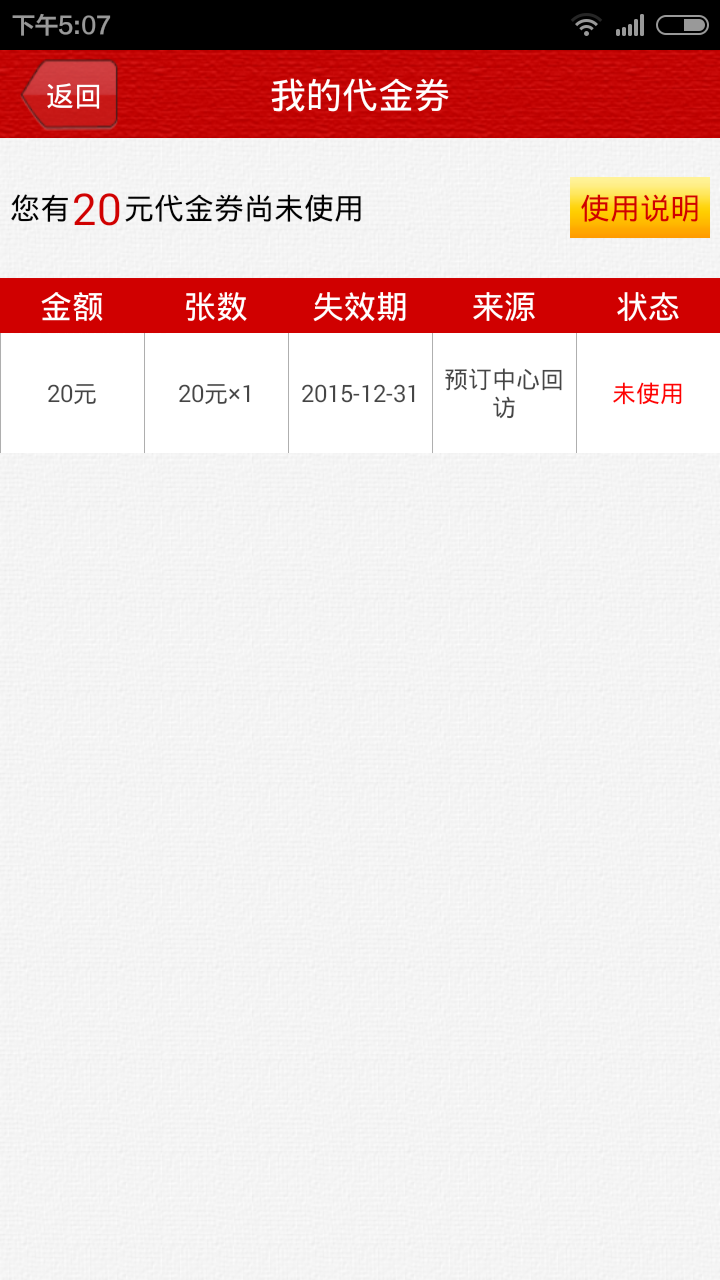 下午5:07
返回
我的代金券
您有20元代金券尚未使用
使用说明
金额 张数 失效期 来源 状态
20元 20元×1 2015-12-31 预订中心回 未使用
访